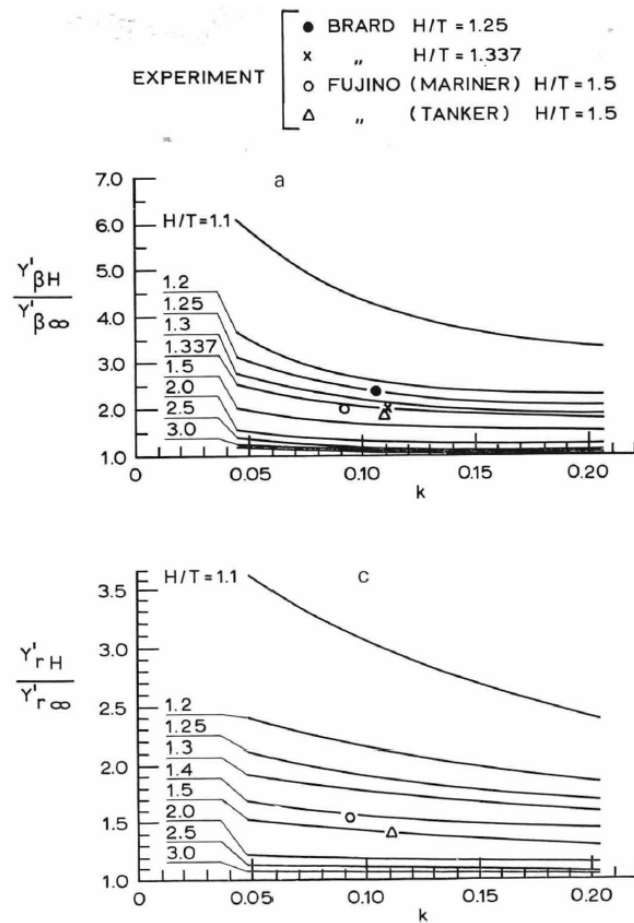 EXPERIMENT
● BRARD H/T = 1.25
x „ H/T = 1.337
o FUJINO (MARINER) H/T = 1.5
△ „ (TANKER) H/T = 1.5
a
7.0
H/T = 1.1
6.0
5.0
4.0
3.0
2.0
1.0
Y'βH
Y'β∞
1.2
1.25
1.3
1.337
1.5
2.0
2.5
3.0
0 0.05 0.10 0.15 0.20
k
c
H/T = 1.1
3.5
3.0
2.5
2.0
1.5
1.0
Y'rH
Y'r∞
1.2
1.25
1.3
1.4
1.5
2.0
2.5
3.0
0 0.05 0.10 0.15 0.20
k